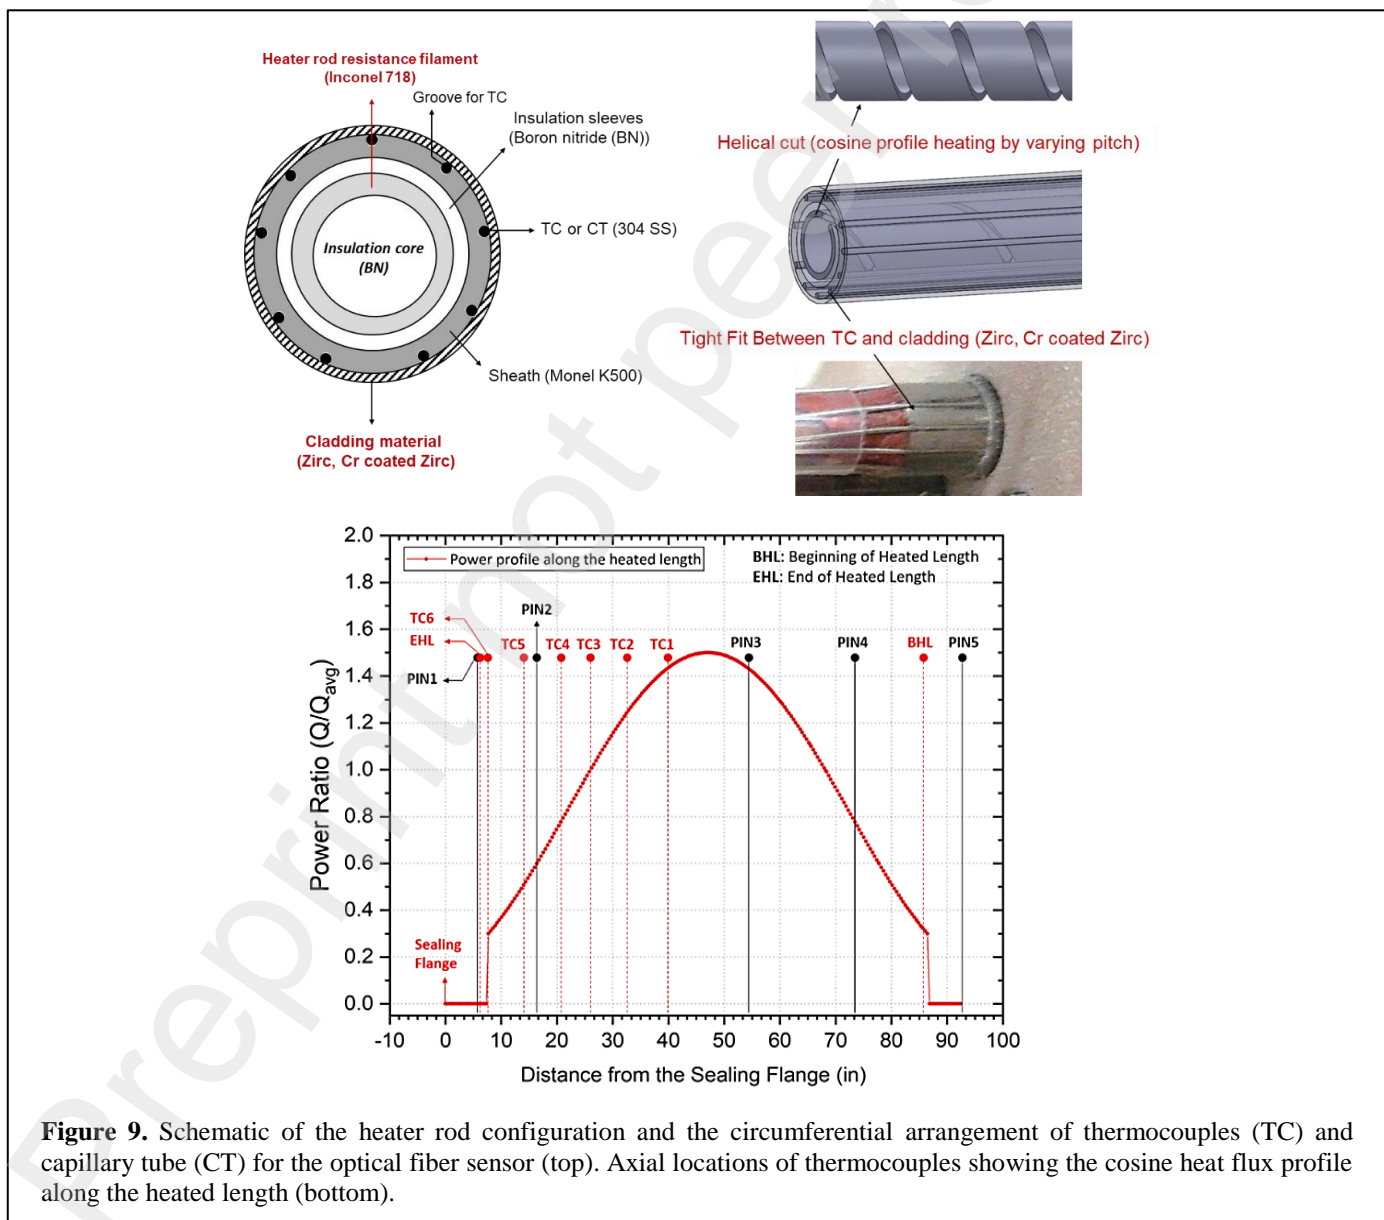 Heater rod resistance filament
(Inconel 718)
Groove for TC
Insulation sleeves
(Boron nitride (BN))
TC or CT (304 SS)
Insulation core
(BN)
Sheath (Monel K500)
Cladding material
(Zirc, Cr coated Zirc)
Helical cut (cosine profile heating by varying pitch)
Tight Fit Between TC and cladding (Zirc, Cr coated Zirc)
Power profile along the heated length
BHL: Beginning of Heated Length
EHL: End of Heated Length
TC6
EHL
PIN1
TC5
PIN2
TC4
TC3
TC2
TC1
PIN3
PIN4
BHL
PIN5
Sealing
Flange
Power Ratio (Q/Qavg)
2.0
1.8
1.6
1.4
1.2
1.0
0.8
0.6
0.4
0.2
0.0
-10 0 10 20 30 40 50 60 70 80 90 100
Distance from the Sealing Flange (in)
Figure 9. Schematic of the heater rod configuration and the circumferential arrangement of thermocouples (TC) and
capillary tube (CT) for the optical fiber sensor (top). Axial locations of thermocouples showing the cosine heat flux profile
along the heated length (bottom).
Preprint not peer re